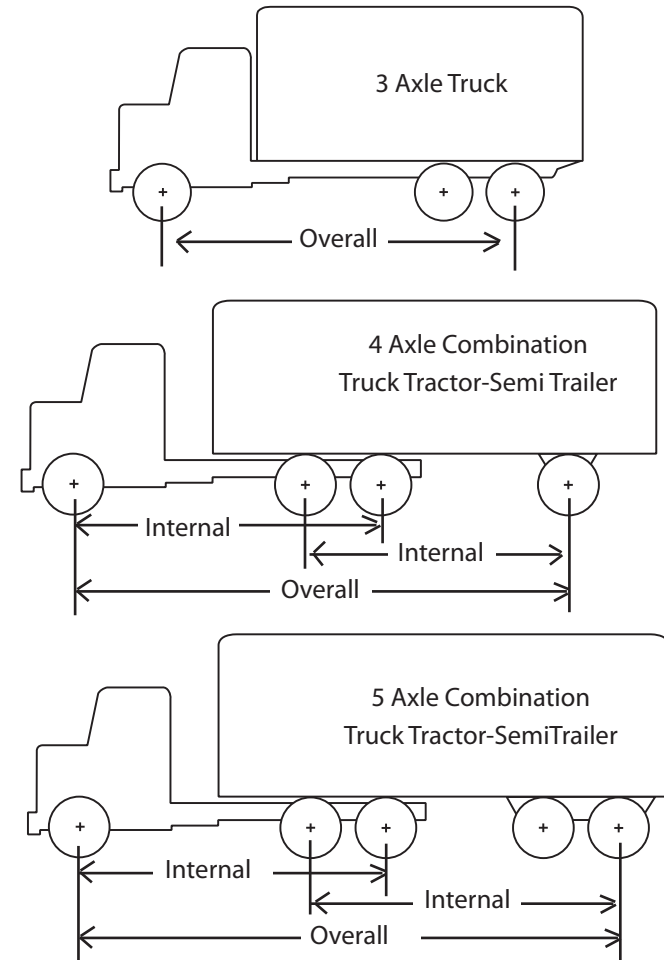 3 Axle Truck
Overall
4 Axle Combination
Truck Tractor-Semi Trailer
Internal
Internal
Overall
5 Axle Combination
Truck Tractor-SemiTrailer
Internal
Internal
Overall